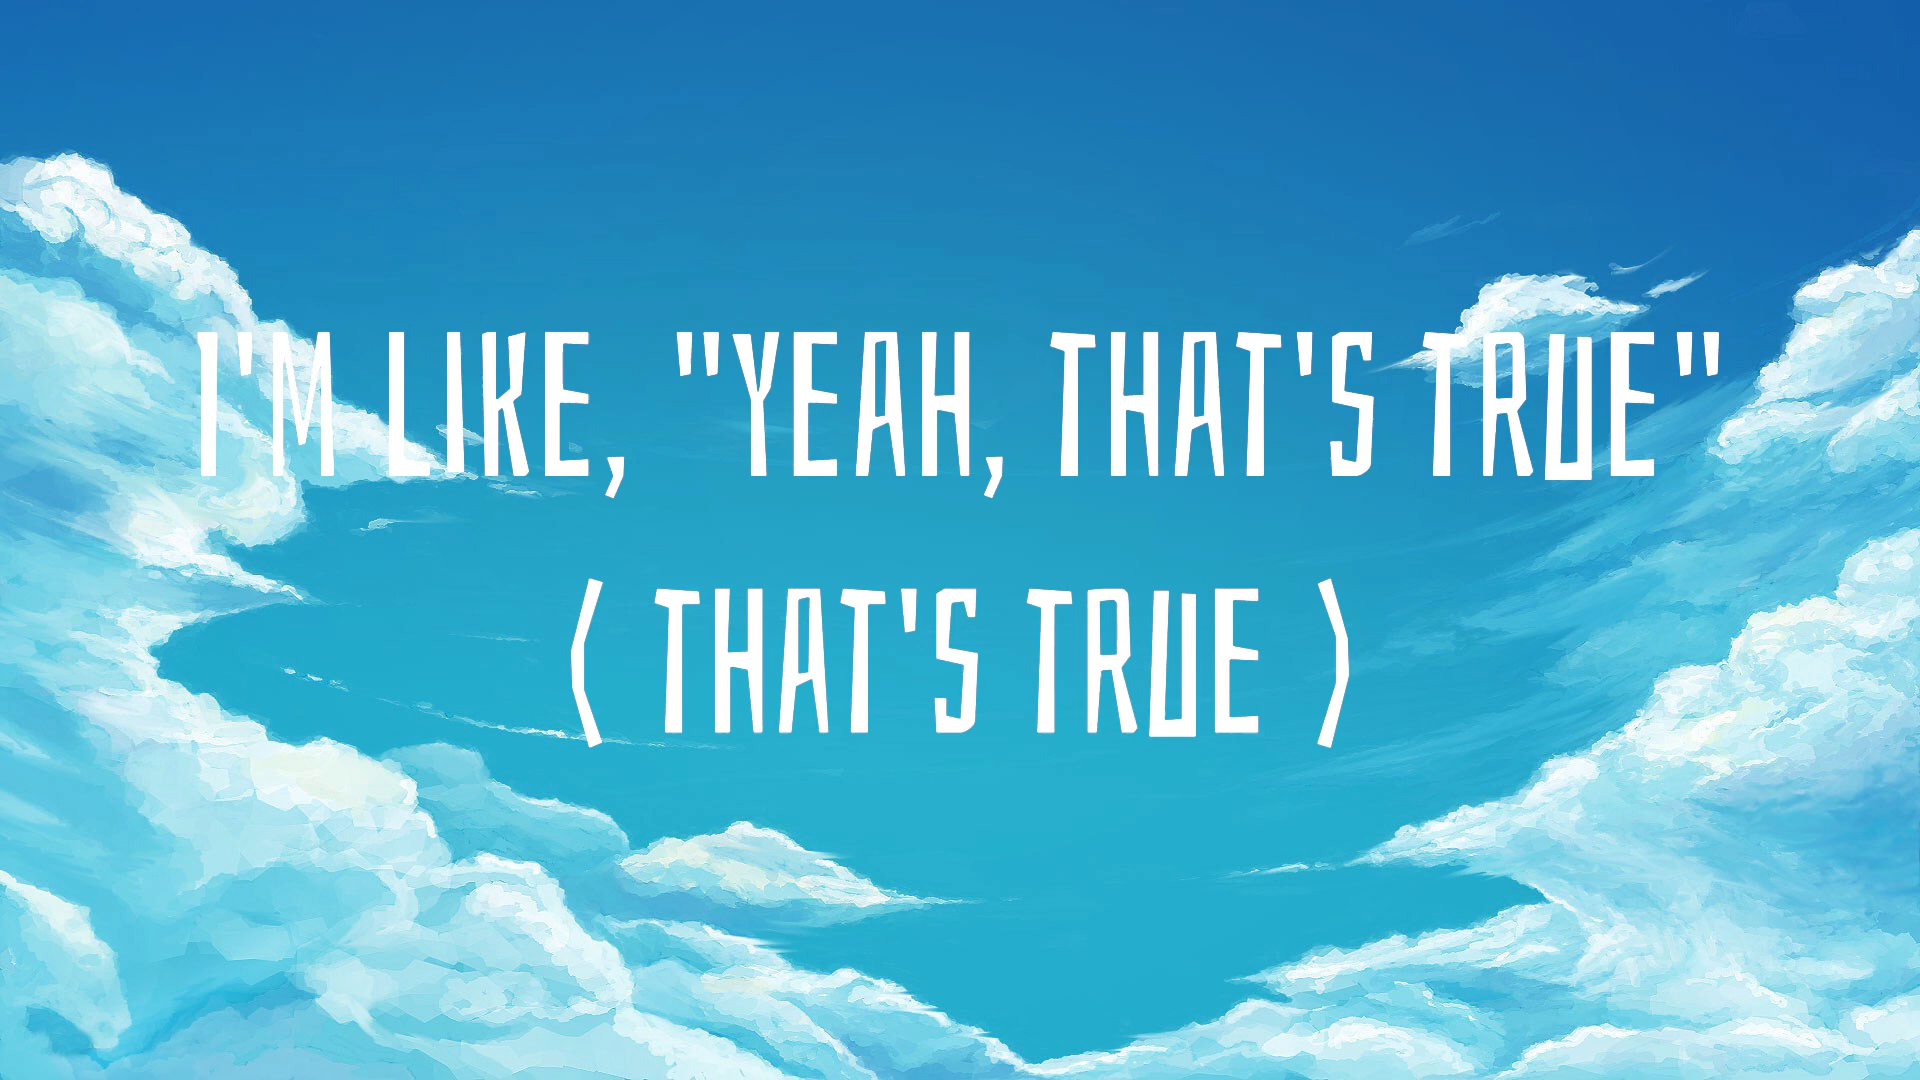 I'M LIKE, "YEAH, THAT'S TRUE"
( THAT'S TRUE )